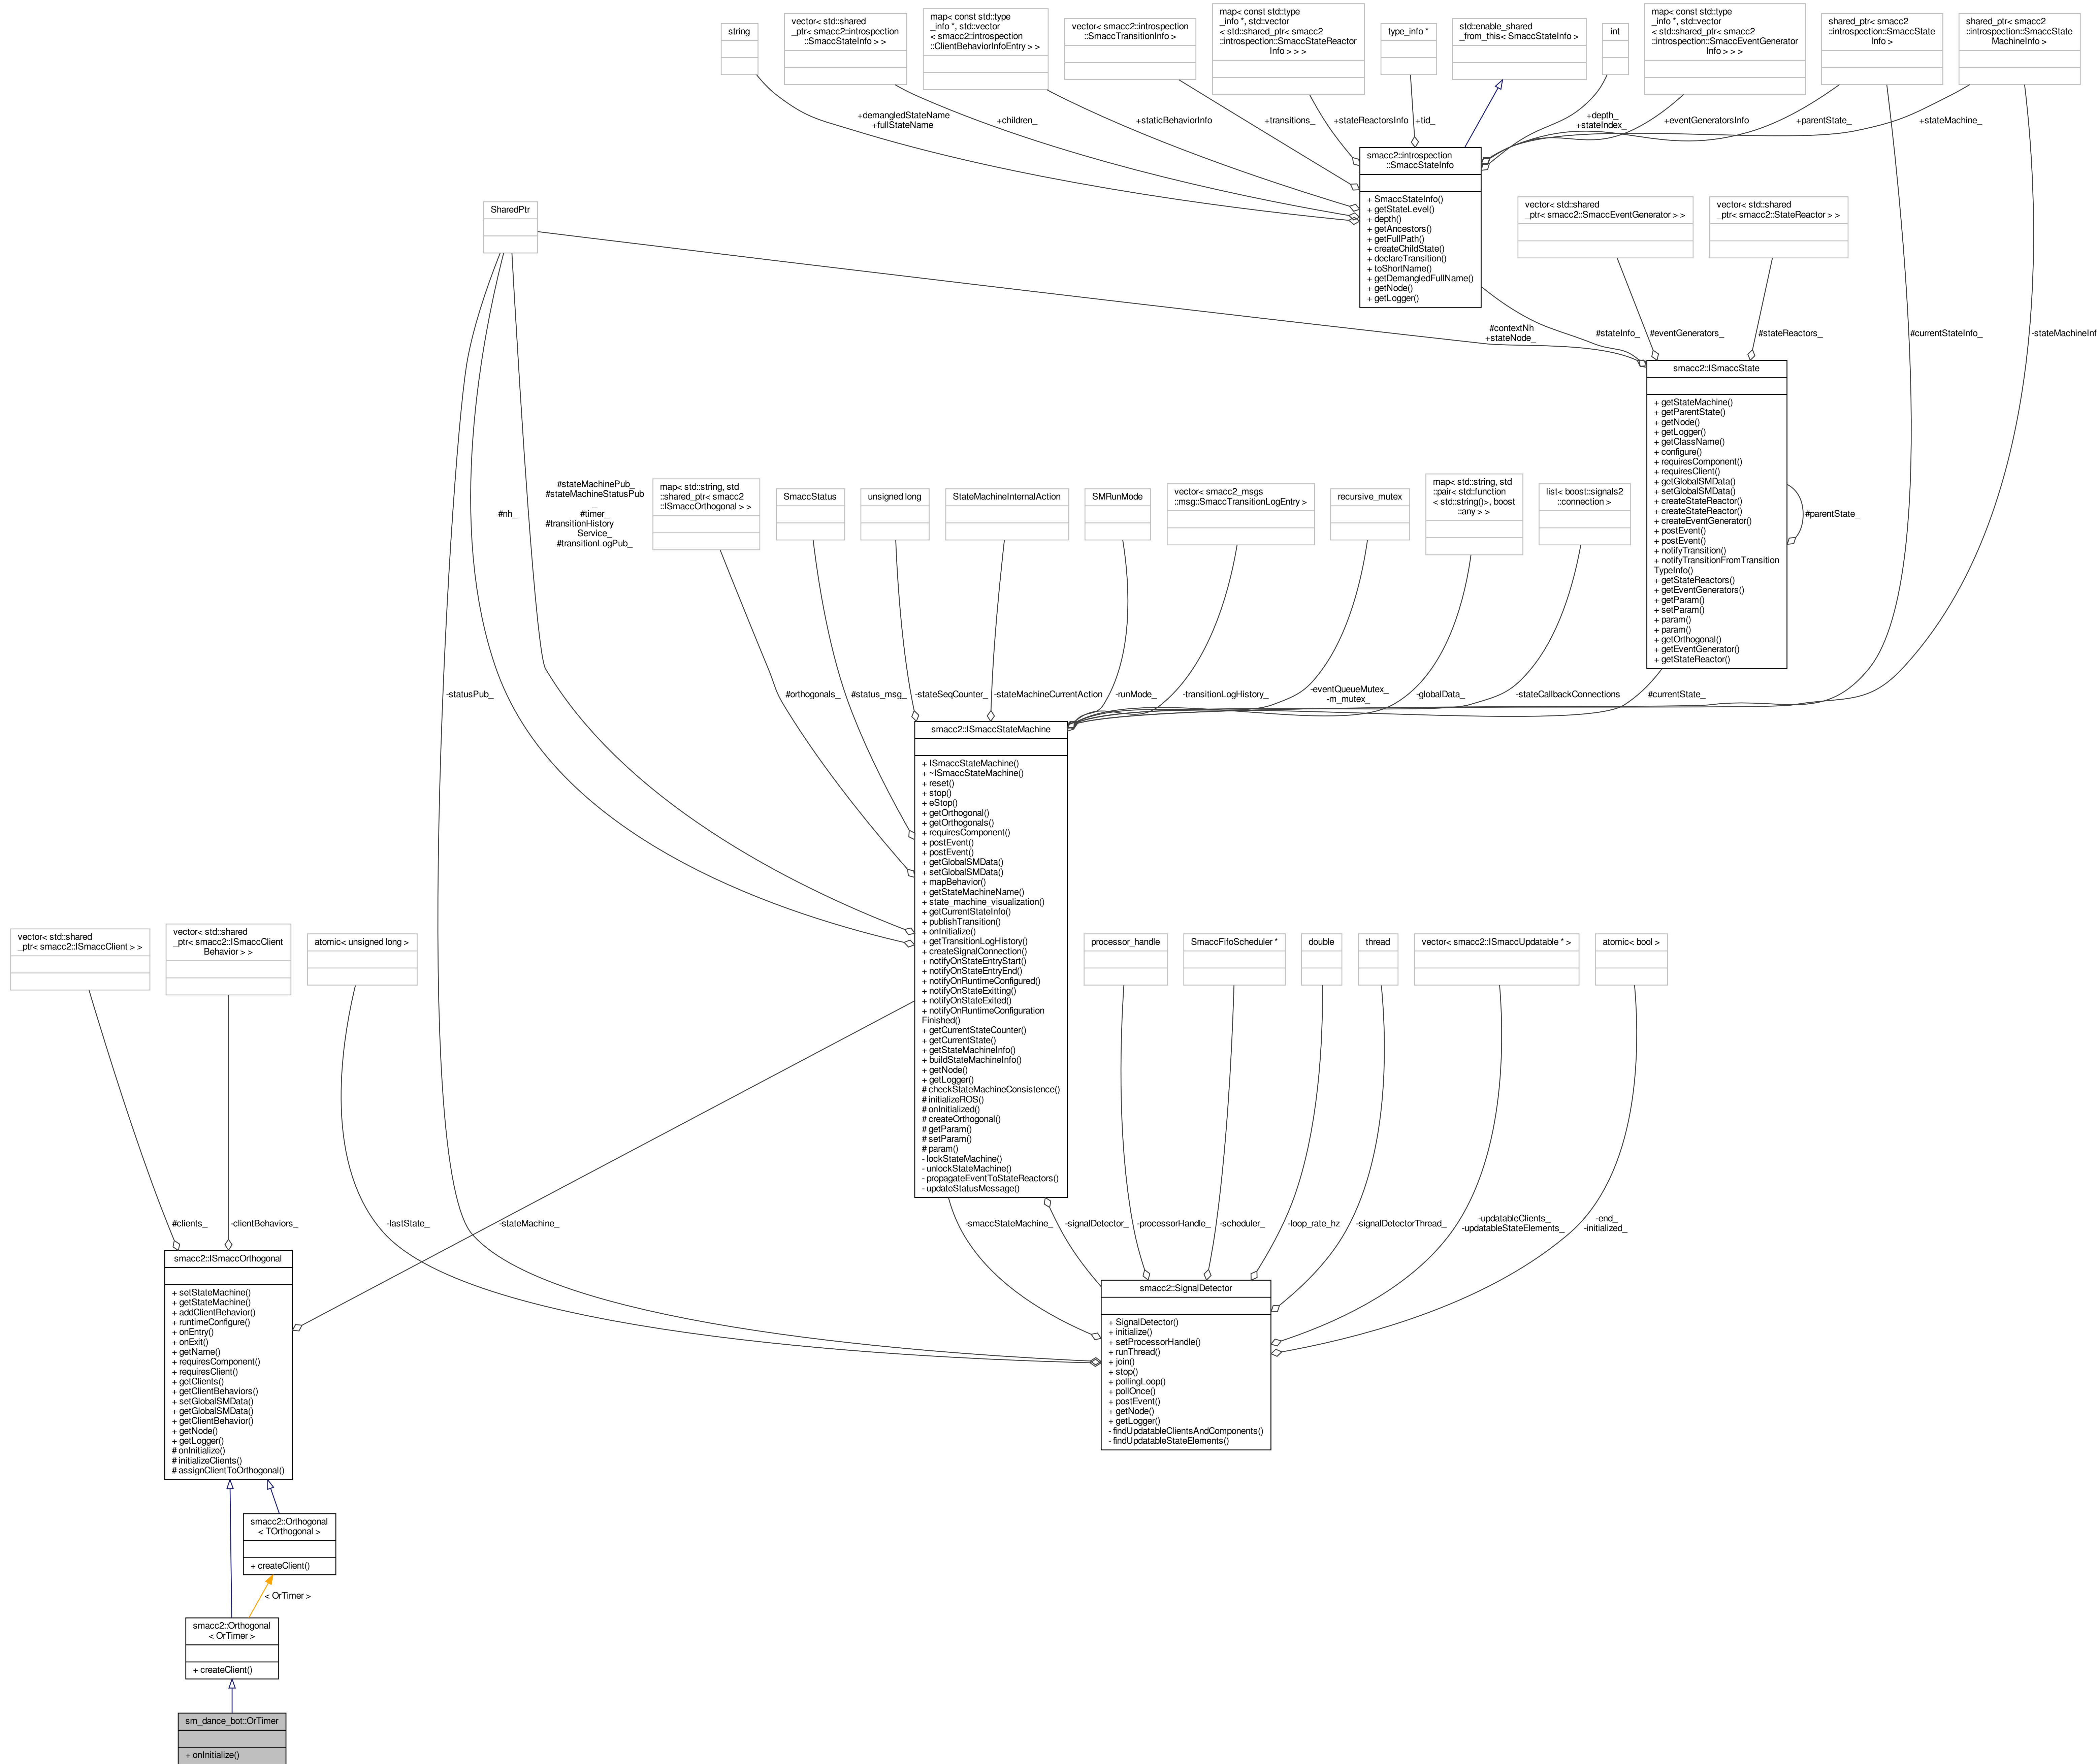 string
vector< std::shared
_ptr< smacc2::introspection
::SmaccStateInfo > >
map< const std::type
_info *, std::vector
< smacc2::introspection
::ClientBehaviorInfoEntry > >
vector< smacc2::introspection
::SmaccTransitionInfo >
map< const std::type
_info *, std::vector
< std::shared_ptr< smacc2
::introspection::SmaccStateReactor
Info > > >
type_info *
std::enable_shared
_from_this< SmaccStateInfo >
int
map< const std::type
_info *, std::vector
< std::shared_ptr< smacc2
::introspection::SmaccEventGenerator
Info > > >
shared_ptr< smacc2
::introspection::SmaccState
Info >
shared_ptr< smacc2
::introspection::SmaccState
MachineInfo >
+demangledStateName
+fullStateName
+children_
+staticBehaviorInfo
+transitions_
+stateReactorsInfo
+tid_
+depth_
+stateIndex_
+eventGeneratorsInfo
+parentState_
+stateMachine_
smacc2::introspection
::SmaccStateInfo
+ SmaccStateInfo()
+ getStateLevel()
+ depth()
+ getAncestors()
+ getFullPath()
+ createChildState()
+ declareTransition()
+ toShortName()
+ getDemangledFullName()
+ getNode()
+ getLogger()
SharedPtr
vector< std::shared
_ptr< smacc2::SmaccEventGenerator > >
vector< std::shared
_ptr< smacc2::StateReactor > >
#contextNh
+stateNode_
#stateInfo_
#eventGenerators_
#stateReactors_
#currentStateInfo_
-stateMachineInf
smacc2::ISmaccState
+ getStateMachine()
+ getParentState()
+ getNode()
+ getLogger()
+ getClassName()
+ configure()
+ requiresComponent()
+ requiresClient()
+ getGlobalSMData()
+ setGlobalSMData()
+ createStateReactor()
+ createStateReactor()
+ createEventGenerator()
+ postEvent()
+ postEvent()
+ notifyTransition()
+ notifyTransitionFromTransition
TypeInfo()
+ getStateReactors()
+ getEventGenerators()
+ getParam()
+ setParam()
+ param()
+ param()
+ getOrthogonal()
+ getEventGenerator()
+ getStateReactor()
#parentState_
#nh_
#stateMachinePub_
#stateMachineStatusPub
_
#timer_
#transitionHistory
Service_
#transitionLogPub_
map< std::string, std
::shared_ptr< smacc2
::ISmaccOrthogonal > >
SmaccStatus
unsigned long
StateMachineInternalAction
SMRunMode
vector< smacc2_msgs
::msg::SmaccTransitionLogEntry >
recursive_mutex
map< std::string, std
::pair< std::function
< std::string()>, boost
::any > >
list< boost::signals2
::connection >
-statusPub_
#orthogonals_
#status_msg_
-stateSeqCounter_
-stateMachineCurrentAction
-runMode_
-transitionLogHistory_
-eventQueueMutex_
-m_mutex_
-globalData_
-stateCallbackConnections
#currentState_
smacc2::ISmaccStateMachine
+ ISmaccStateMachine()
+ ~ISmaccStateMachine()
+ reset()
+ stop()
+ eStop()
+ getOrthogonal()
+ getOrthogonals()
+ requiresComponent()
+ postEvent()
+ postEvent()
+ getGlobalSMData()
+ setGlobalSMData()
+ mapBehavior()
+ getStateMachineName()
+ state_machine_visualization()
+ getCurrentStateInfo()
+ publishTransition()
+ onInitialize()
+ getTransitionLogHistory()
+ createSignalConnection()
+ notifyOnStateEntryStart()
+ notifyOnStateEntryEnd()
+ notifyOnRuntimeConfigured()
+ notifyOnStateExitting()
+ notifyOnStateExited()
+ notifyOnRuntimeConfiguration
Finished()
+ getCurrentStateCounter()
+ getCurrentState()
+ getStateMachineInfo()
+ buildStateMachineInfo()
+ getNode()
+ getLogger()
# checkStateMachineConsistence()
# initializeROS()
# onInitialized()
# createOrthogonal()
# getParam()
# setParam()
# param()
- lockStateMachine()
- unlockStateMachine()
- propagateEventToStateReactors()
- updateStatusMessage()
vector< std::shared
_ptr< smacc2::ISmaccClient > >
vector< std::shared
_ptr< smacc2::ISmaccClient
Behavior > >
atomic< unsigned long >
processor_handle
SmaccFifoScheduler *
double
thread
vector< smacc2::ISmaccUpdatable * >
atomic< bool >
#clients_
-clientBehaviors_
-lastState_
-stateMachine_
-smaccStateMachine_
-signalDetector_
-processorHandle_
-scheduler_
-loop_rate_hz
-signalDetectorThread_
-updatableClients_
-updatableStateElements_
-end_
-initialized_
smacc2::ISmaccOrthogonal
+ setStateMachine()
+ getStateMachine()
+ addClientBehavior()
+ runtimeConfigure()
+ onEntry()
+ onExit()
+ getName()
+ requiresComponent()
+ requiresClient()
+ getClients()
+ getClientBehaviors()
+ setGlobalSMData()
+ getGlobalSMData()
+ getClientBehavior()
+ getNode()
+ getLogger()
# onInitialize()
# initializeClients()
# assignClientToOrthogonal()
smacc2::SignalDetector
+ SignalDetector()
+ initialize()
+ setProcessorHandle()
+ runThread()
+ join()
+ stop()
+ pollingLoop()
+ pollOnce()
+ postEvent()
+ getNode()
+ getLogger()
- findUpdatableClientsAndComponents()
- findUpdatableStateElements()
smacc2::Orthogonal
< TOrthogonal >
+ createClient()
< OrTimer >
smacc2::Orthogonal
< OrTimer >
+ createClient()
sm_dance_bot::OrTimer
+ onInitialize()